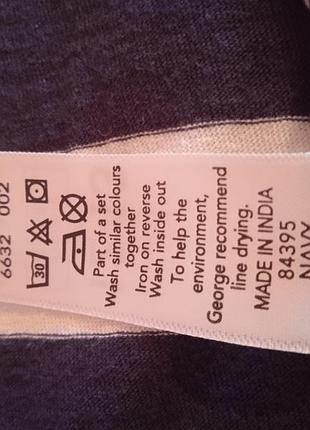 6632 002
30
Part of a set
Wash similar colours
together
Iron on reverse
Wash inside out
To help the
environment,
George recommend
line drying.
MADE IN INDIA
84395
NAVY